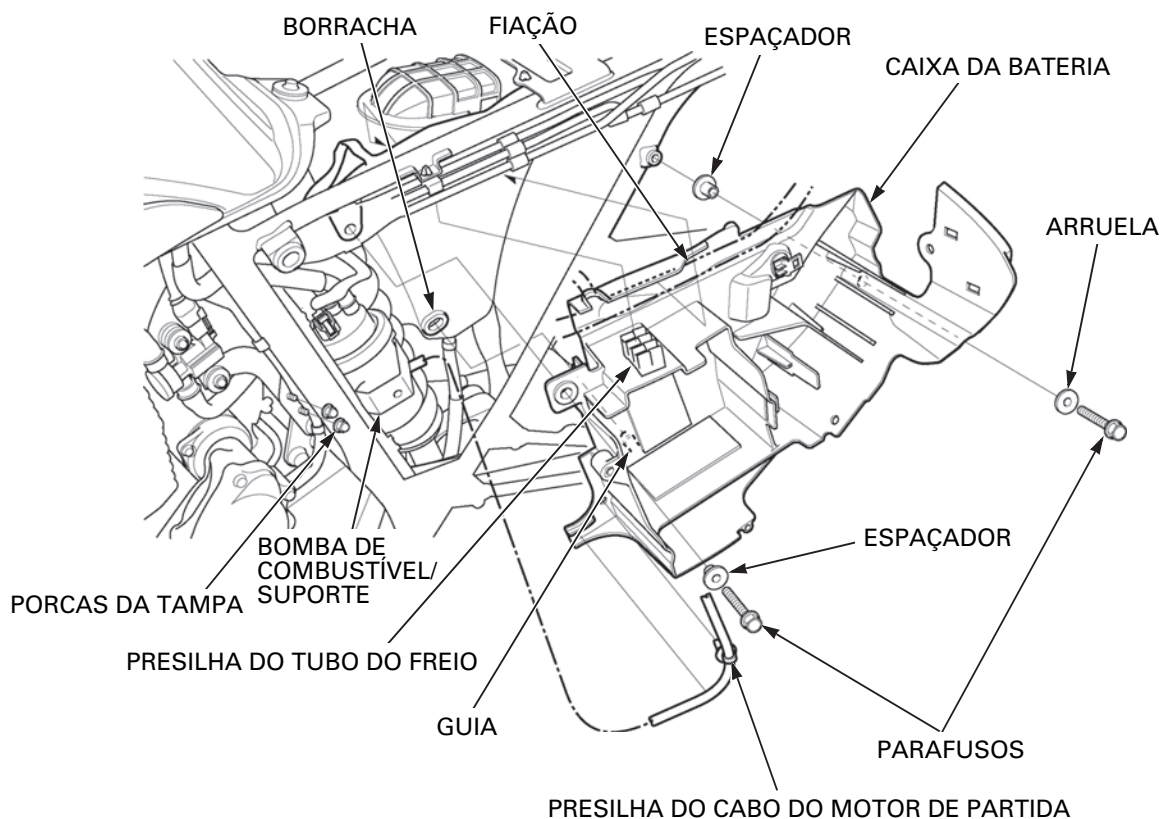 BORRACHA
FIAÇÃO
ESPAÇADOR
CAIXA DA BATERIA
ARRUELA
ESPAÇADOR
BOMBA DE
COMBUSTÍVEL/
SUPORTE
PORCAS DA TAMPA
PRESILHA DO TUBO DO FREIO
GUIA
PARAFUSOS
PRESILHA DO CABO DO MOTOR DE PARTIDA